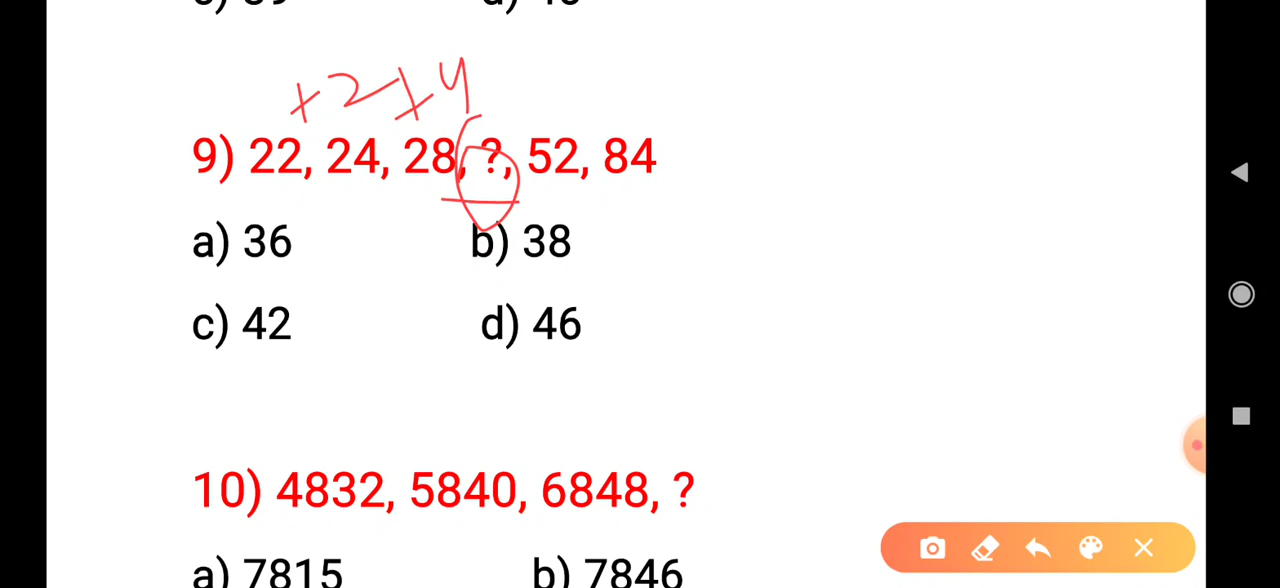 +2 +4
9) 22, 24, 28, ?, 52, 84
a) 36 b) 38
c) 42 d) 46
10) 4832, 5840, 6848, ?
a) 7815 b) 7846